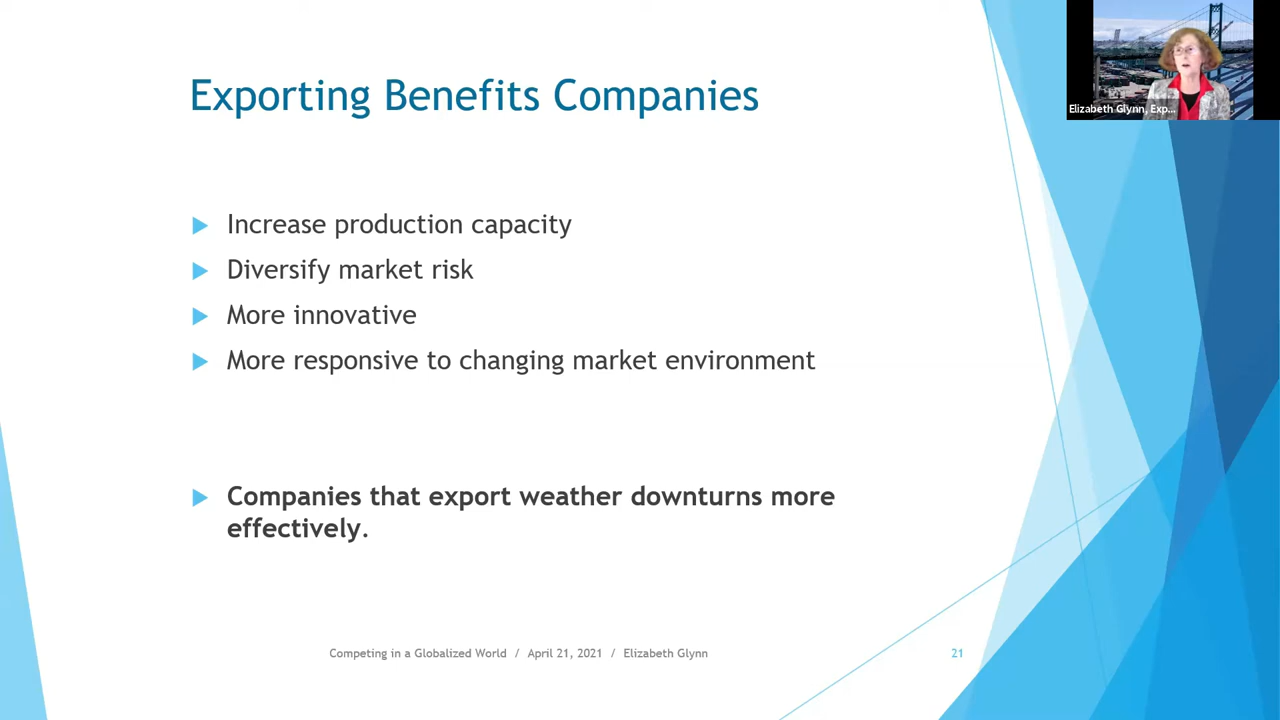 Exporting Benefits Companies
Elizabeth Glynn, Exp...
Increase production capacity
Diversify market risk
More innovative
More responsive to changing market environment
Companies that export weather downturns more
effectively.
Competing in a Globalized World / April 21, 2021 / Elizabeth Glynn
21